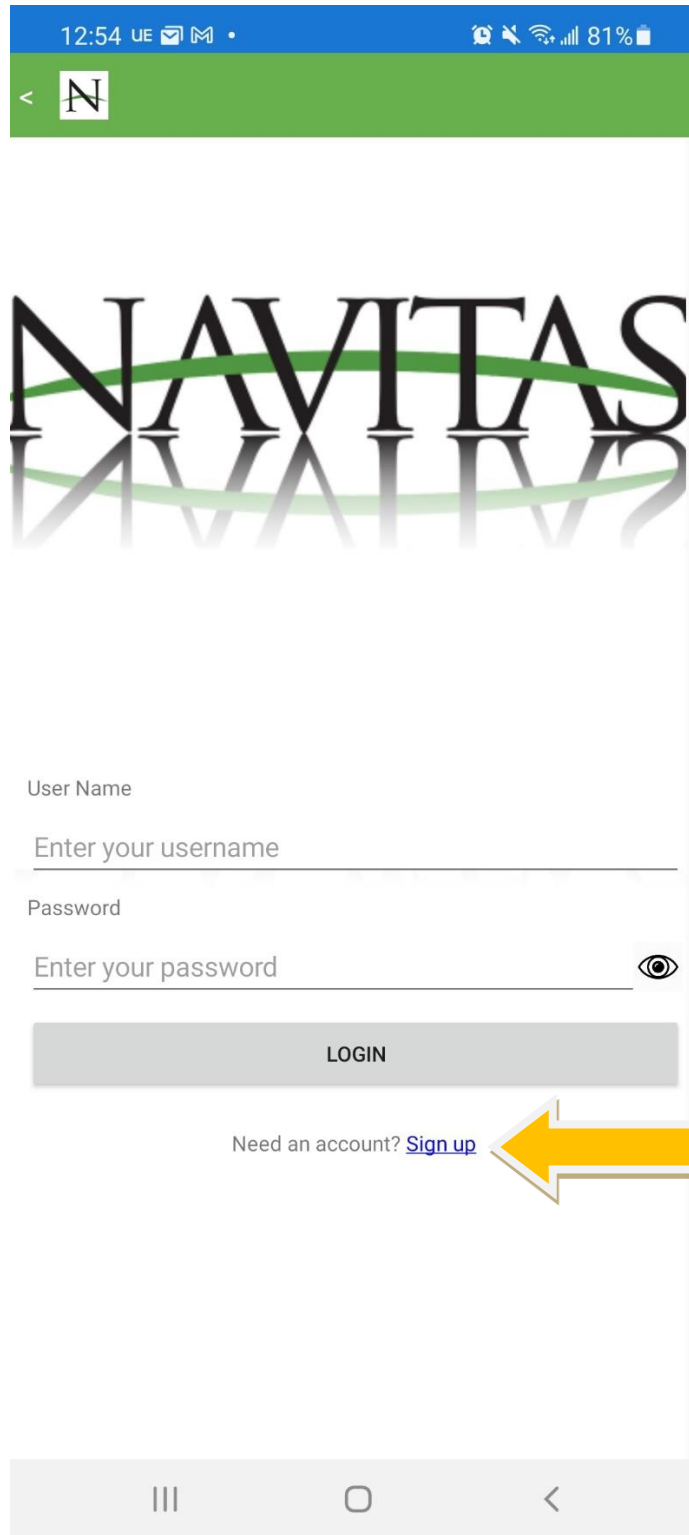 12:54 UE 81%
< N
NAVITAS
User Name
Enter your username
Password
Enter your password
LOGIN
Need an account? Sign up